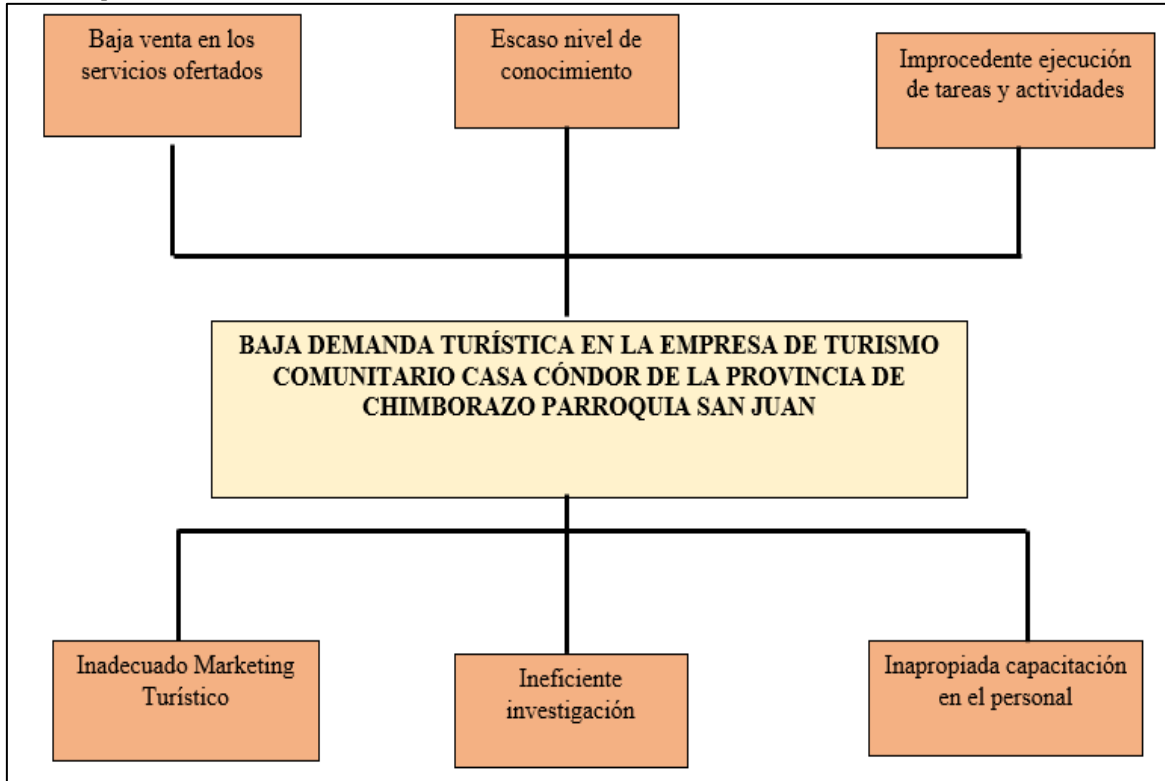 Baja venta en los
servicios ofertados
Escaso nivel de
conocimiento
Improcedente ejecución
de tareas y actividades
BAJA DEMANDA TURÍSTICA EN LA EMPRESA DE TURISMO
COMUNITARIO CASA CÓNDOR DE LA PROVINCIA DE
CHIMBORAZO PARROQUIA SAN JUAN
Inadecuado Marketing
Turístico
Ineficiente
investigación
Inapropiada capacitación
en el personal